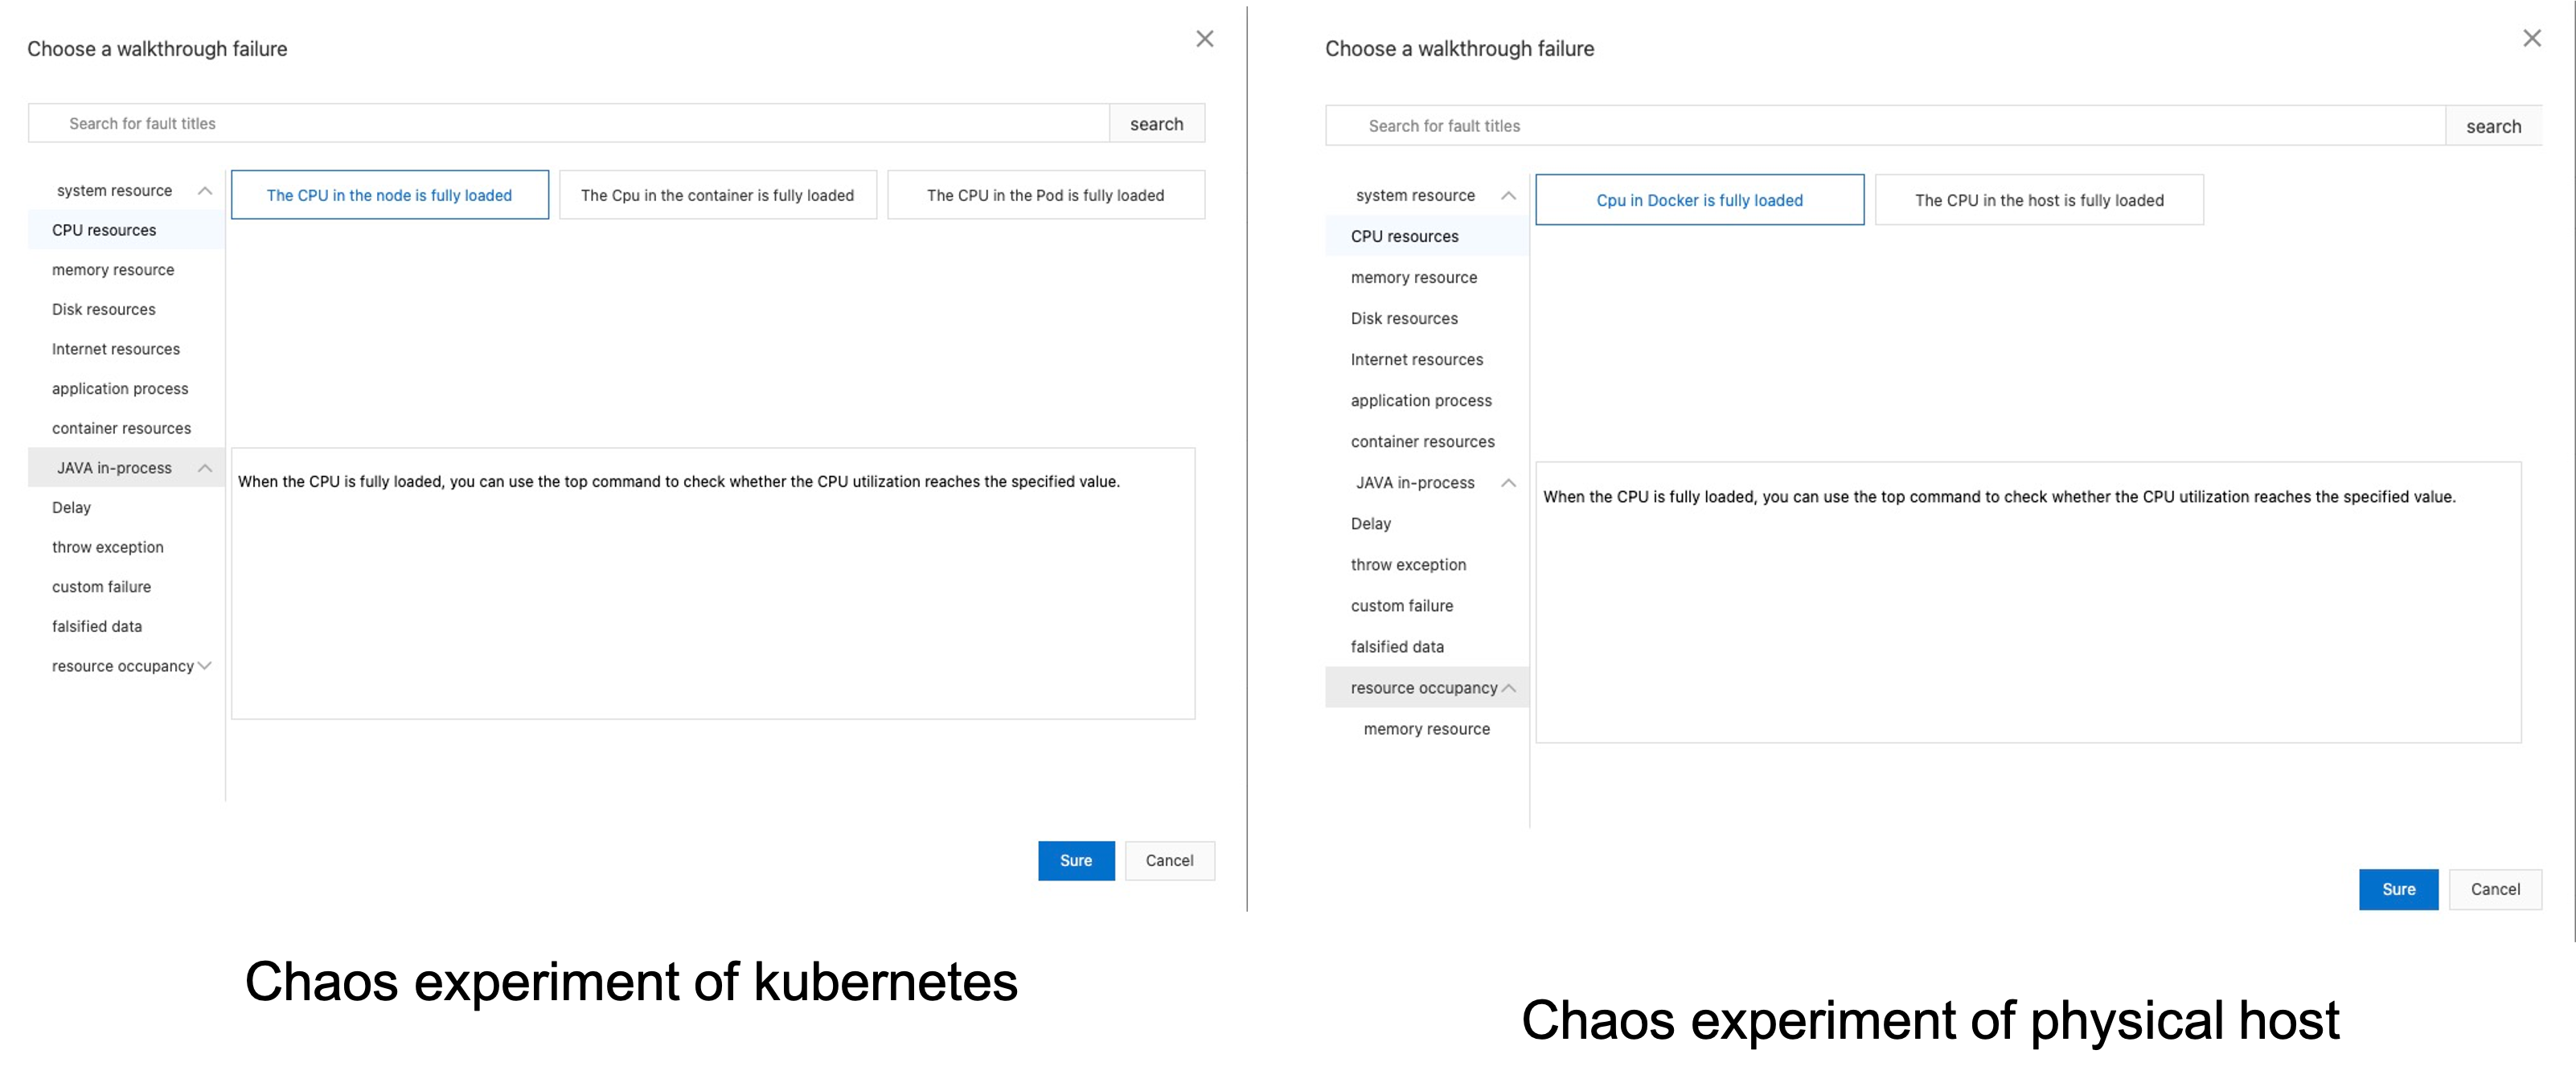 Choose a walkthrough failure
Search for fault titles
search
system resource
CPU resources
memory resource
Disk resources
Internet resources
application process
container resources
JAVA in-process
Delay
throw exception
custom failure
falsified data
resource occupancy
The CPU in the node is fully loaded
The Cpu in the container is fully loaded
The CPU in the Pod is fully loaded
When the CPU is fully loaded, you can use the top command to check whether the CPU utilization reaches the specified value.
Sure
Cancel
Chaos experiment of kubernetes
Choose a walkthrough failure
Search for fault titles
search
system resource
CPU resources
memory resource
Disk resources
Internet resources
application process
container resources
JAVA in-process
Delay
throw exception
custom failure
falsified data
resource occupancy
memory resource
Cpu in Docker is fully loaded
The CPU in the host is fully loaded
When the CPU is fully loaded, you can use the top command to check whether the CPU utilization reaches the specified value.
Sure
Cancel
Chaos experiment of physical host